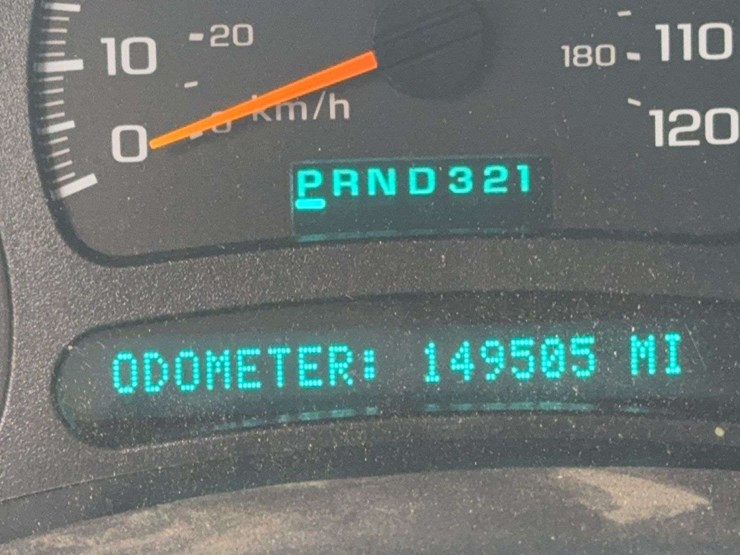 10 -20 180 - 110
0 km/h 120
PRND321
ODOMETER: 149505 MI